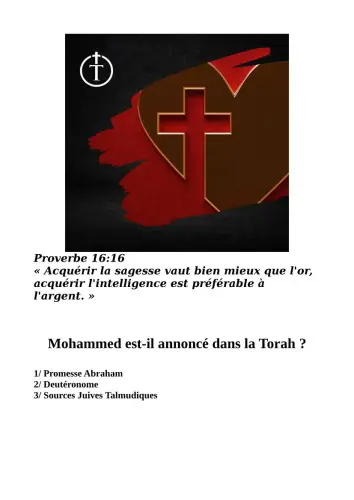 T
Proverbe 16:16
« Acquérir la sagesse vaut bien mieux que l'or,
acquérir l'intelligence est préférable à
l'argent. »
Mohammed est-il annoncé dans la Torah ?
1/ Promesse Abraham
2/ Deutéronome
3/ Sources Juives Talmudiques